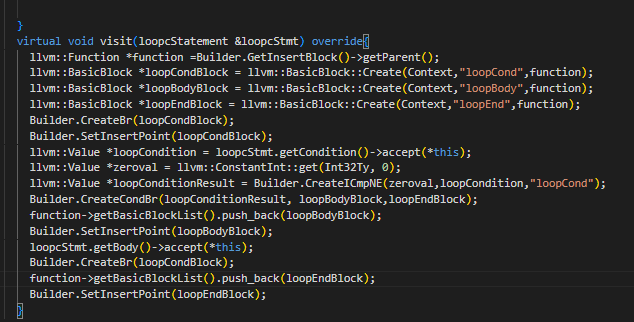 }
virtual void visit(loopcStatement &loopcStmt) override{
llvm::Function *function =Builder.GetInsertBlock()->getParent();
llvm::BasicBlock *loopCondBlock = llvm::BasicBlock::Create(Context,"loopCond",function);
llvm::BasicBlock *loopBodyBlock = llvm::BasicBlock::Create(Context,"loopBody",function);
llvm::BasicBlock *loopEndBlock = llvm::BasicBlock::Create(Context,"loopEnd",function);
Builder.CreateBr(loopCondBlock);
Builder.SetInsertPoint(loopCondBlock);
llvm::Value *loopCondition = loopcStmt.getCondition()->accept(*this);
llvm::Value *zeroval = llvm::ConstantInt::get(Int32Ty, 0);
llvm::Value *loopConditionResult = Builder.CreateICmpNE(zeroval,loopCondition,"loopCond");
Builder.CreateCondBr(loopConditionResult, loopBodyBlock,loopEndBlock);
function->getBasicBlockList().push_back(loopBodyBlock);
Builder.SetInsertPoint(loopBodyBlock);
loopcStmt.getBody()->accept(*this);
Builder.CreateBr(loopCondBlock);
function->getBasicBlockList().push_back(loopEndBlock);
Builder.SetInsertPoint(loopEndBlock);
}